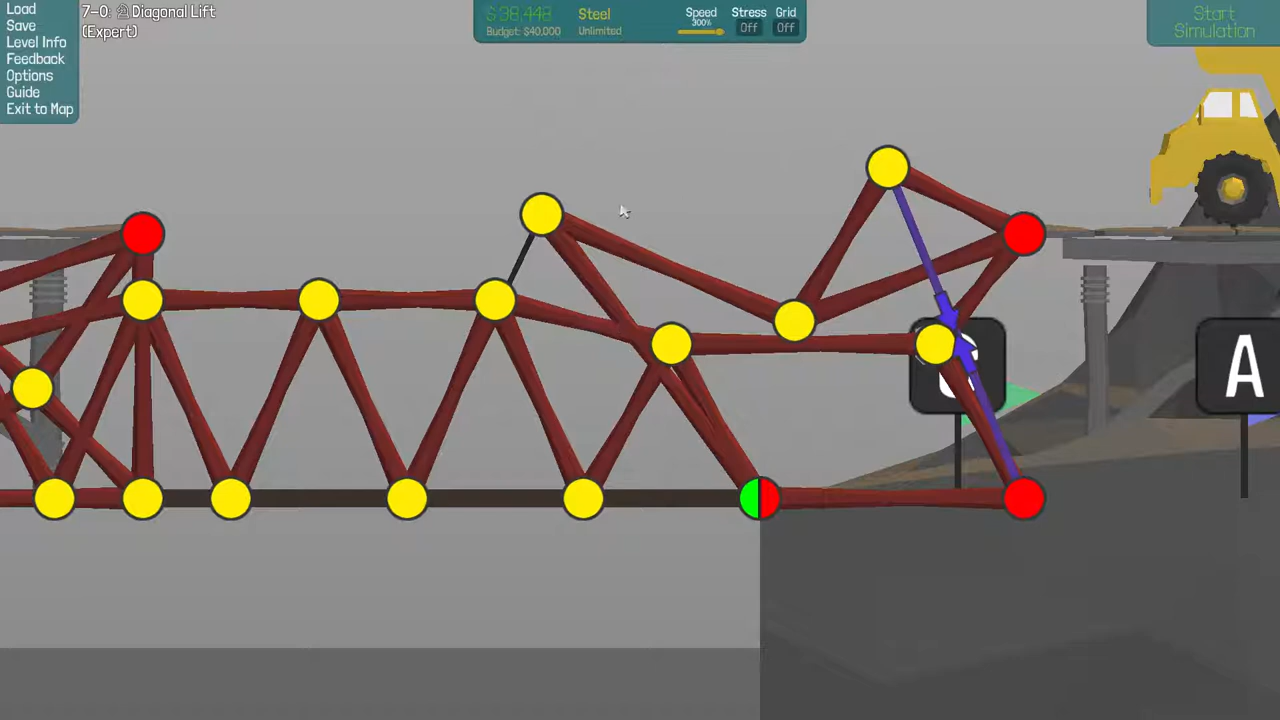 Load
Save
Level Info
Feedback
Options
Guide
Exit to Map
7-0: Diagonal Lift
(Expert)
$38,448
Budget: $40,000
Steel
Unlimited
Speed
300%
Stress
Off
Grid
Off
Start
Simulation
A